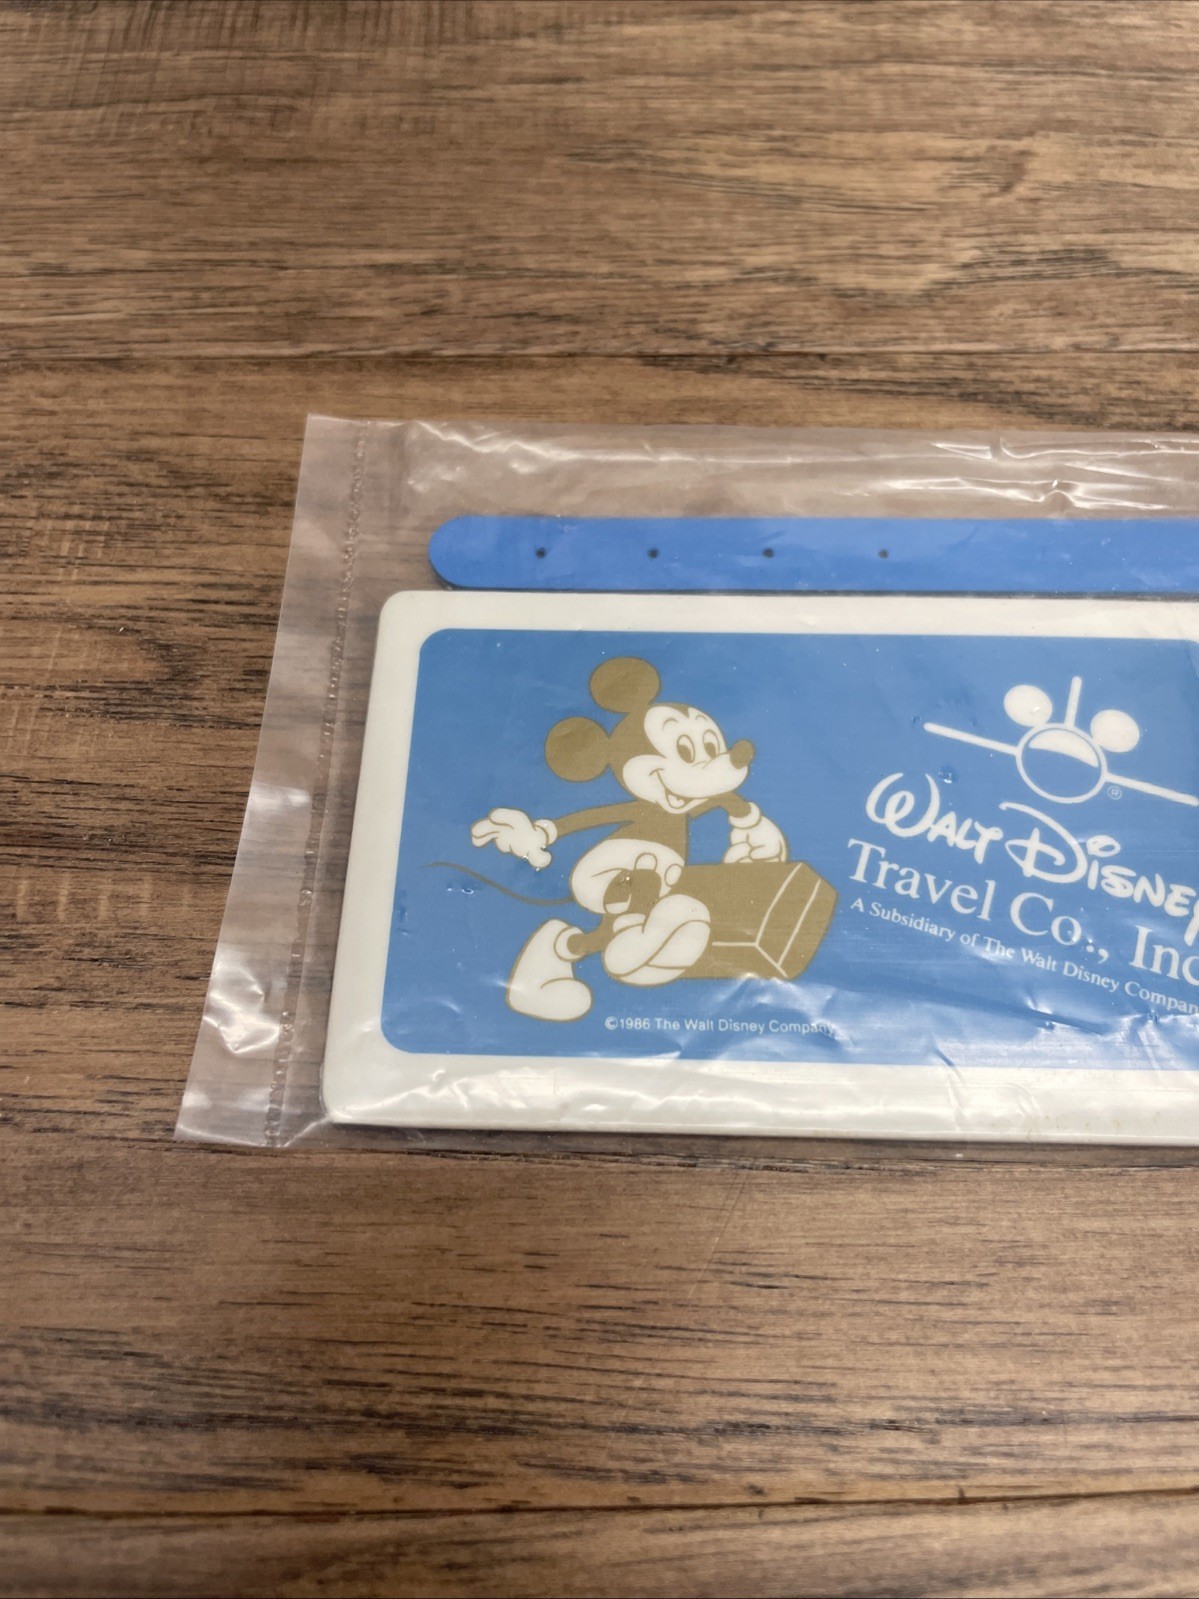 ®
WALT DISNEY
Travel Co., Inc
A Subsidiary of The Walt Disney Company
©1986 The Walt Disney Company